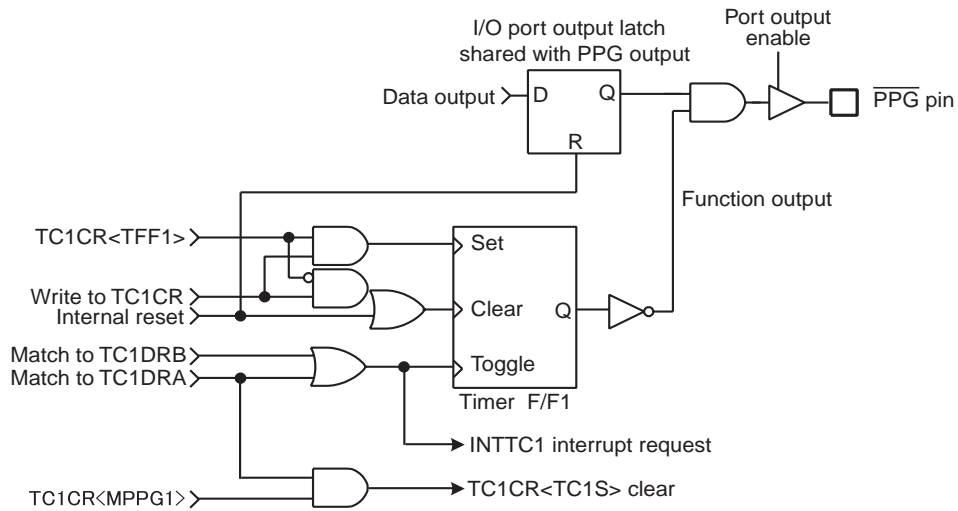 I/O port output latch
shared with PPG output
Port output
enable
Data output
D
Q
R
P̅P̅G̅ pin
Function output
TC1CR<TFF1>
Set
Write to TC1CR
Internal reset
Clear
Q
Match to TC1DRB
Match to TC1DRA
Toggle
Timer F/F1
INTTC1 interrupt request
TC1CR<TC1S> clear
TC1CR<MPPG1>